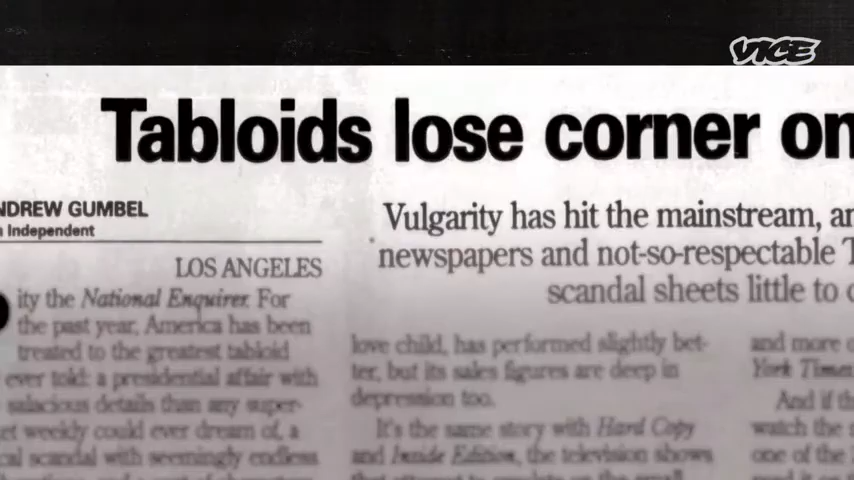 VICE
Tabloids lose corner on
NDREW GUMBEL
Independent
Vulgarity has hit the mainstream, an
newspapers and not-so-respectable T
scandal sheets little to
LOS ANGELES
ity the National Enquirer. For
the past year, America has been
treated to the greatest tabloid
ever told: a presidential affair with
salacious details than any super-
et weekly could ever dream of, a
cal scandal with seemingly endless
love child, has performed slightly bet-
ter, but its sales figures are deep in
depression too.
It's the same story with Hard Copy
and Inside Edition, the television shows
and more
York Times
And if th
watch the
one of the